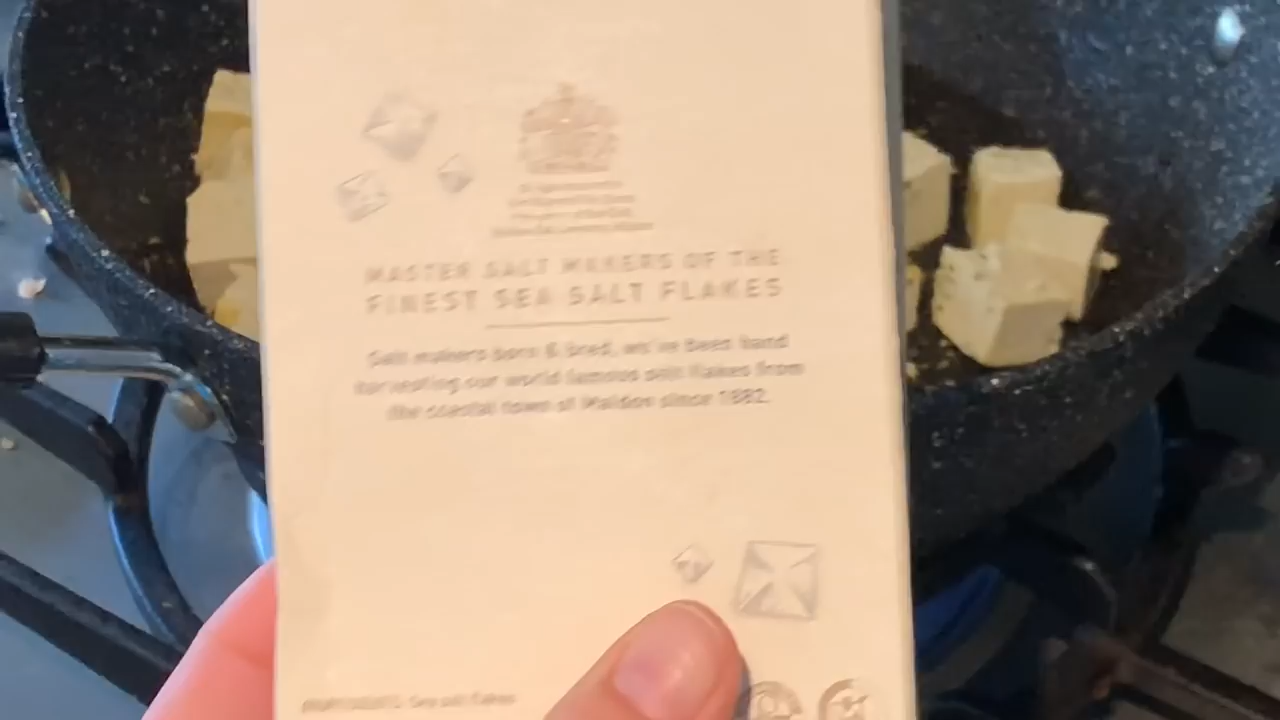 MASTER SALT MAKERS OF THE
FINEST SEA SALT FLAKES
Salt makers born & bred, we've been hand
harvesting our world famous salt flakes from
the coastal town of Maldon since 1882.
INGREDIENTS: Sea salt flakes